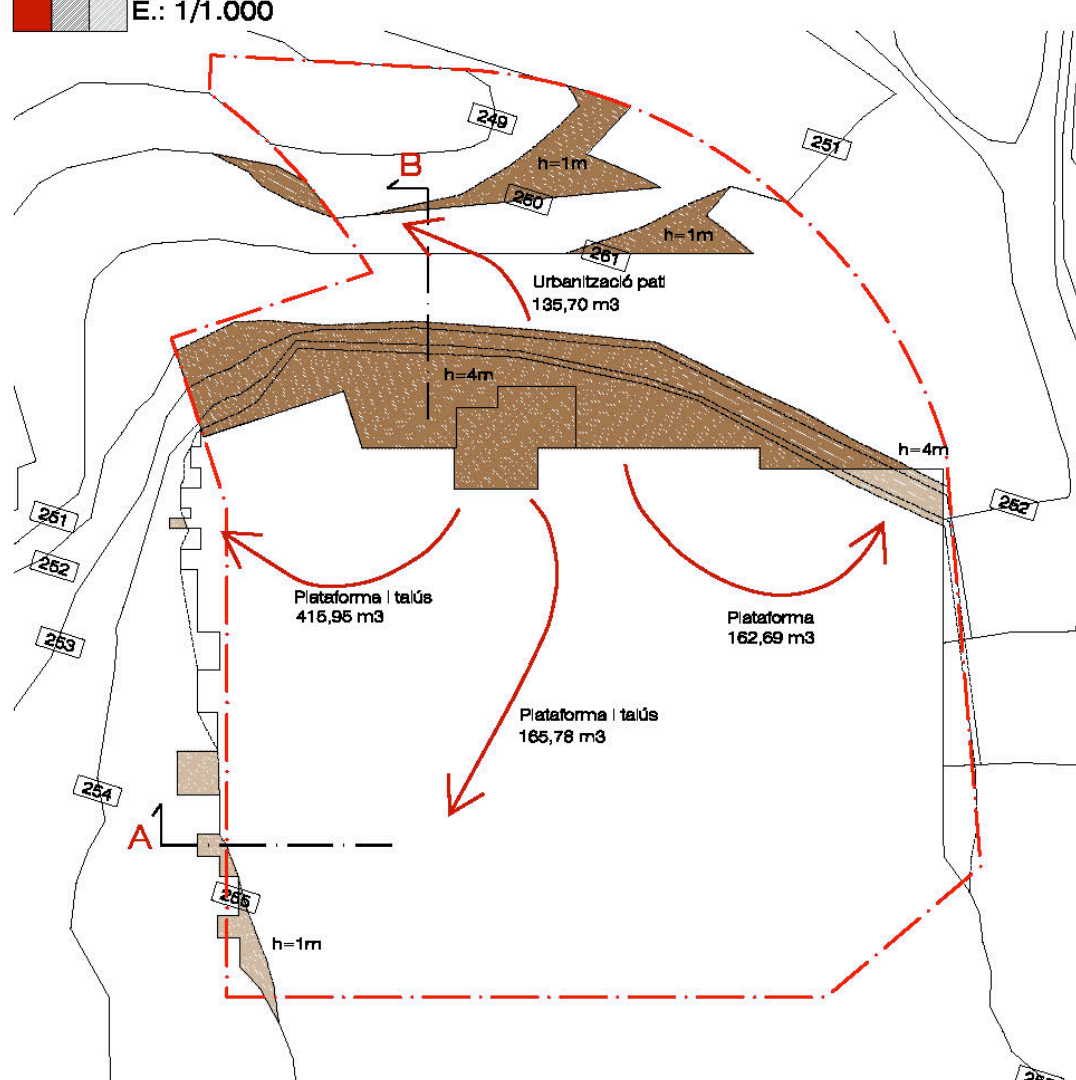 E.: 1/1.000
249
251
B
h=1m
250
h=1m
251
Urbanització pati
135,70 m3
h=4m
h=4m
252
251
252
Plataforma i talús
415,95 m3
Plataforma
162,69 m3
253
Plataforma i talús
165,78 m3
254
A
255
h=1m